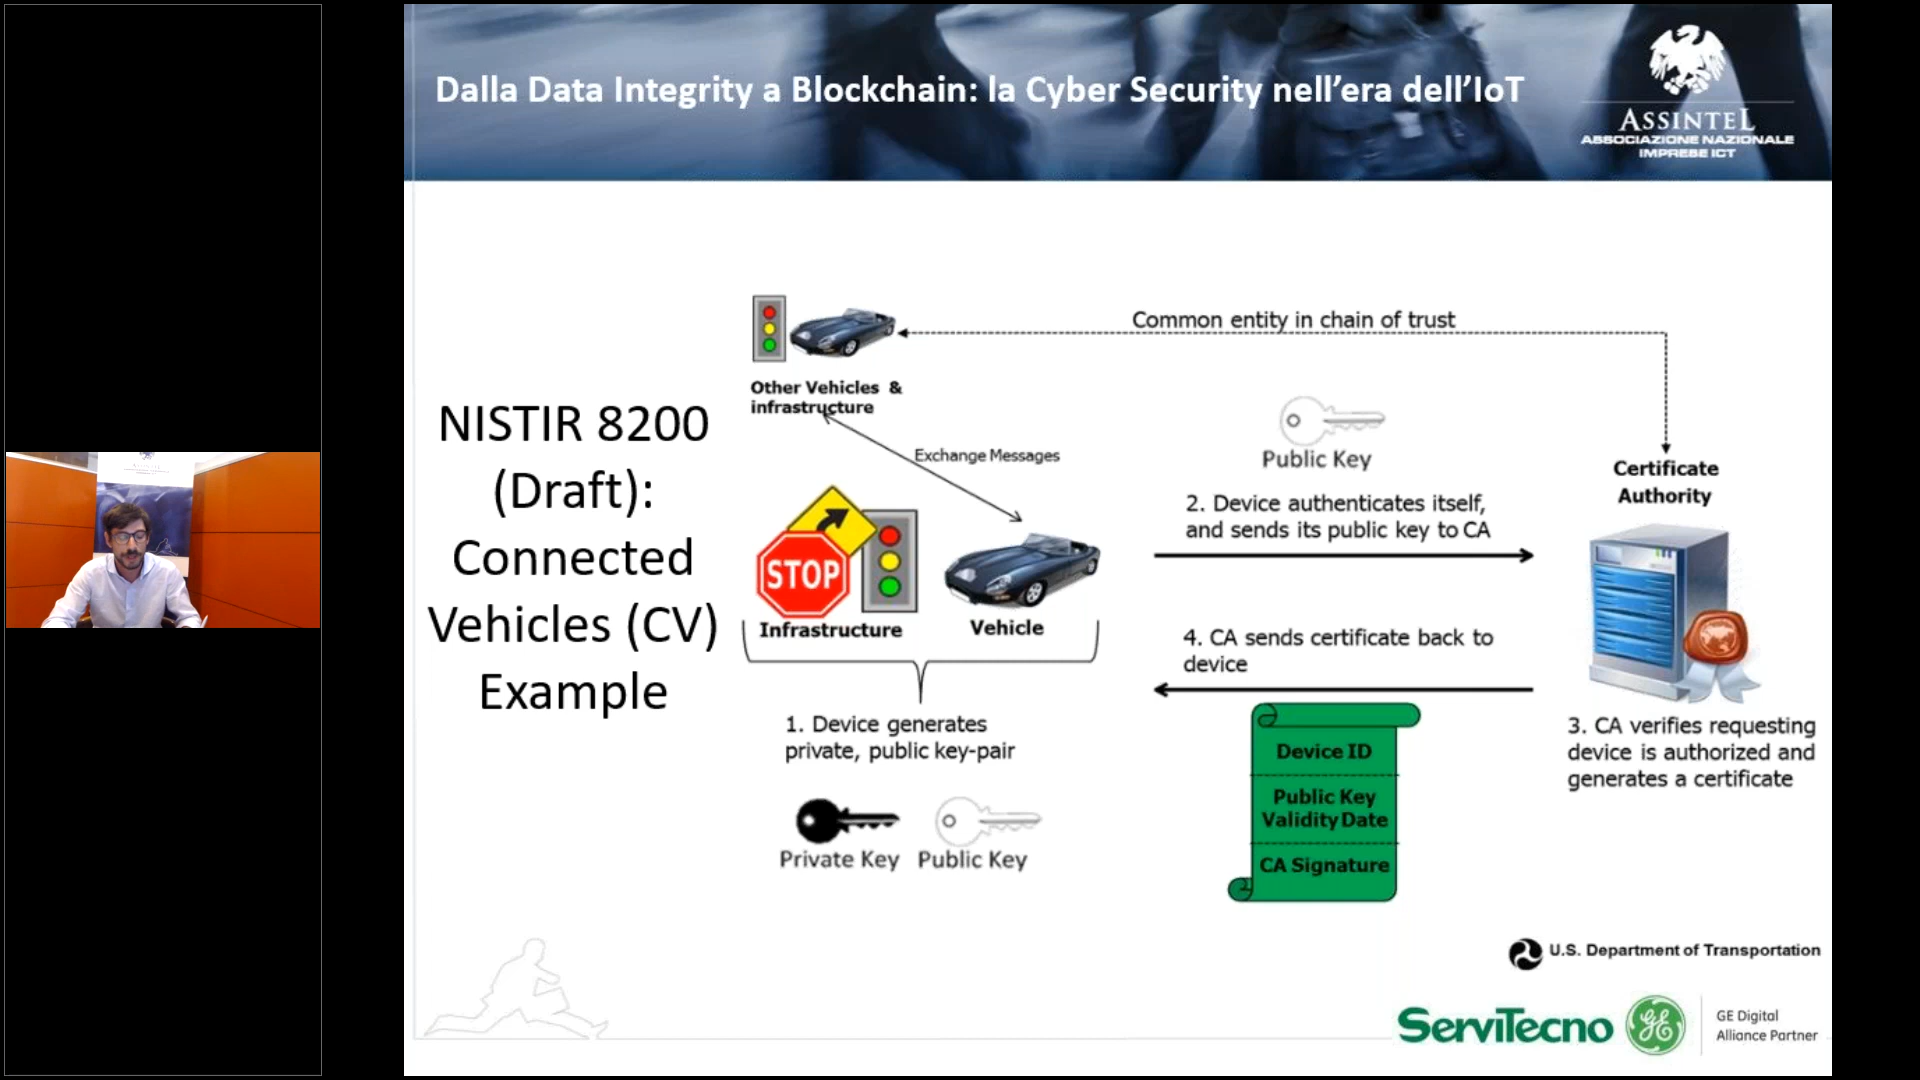 Dalla Data Integrity a Blockchain: la Cyber Security nell'era dell'IoT
ASSINTEL
ASSOCIAZIONE NAZIONALE
IMPRESE ICT
NISTIR 8200
(Draft):
Connected
Vehicles (CV)
Example
Common entity in chain of trust
Other Vehicles &
infrastructure
Exchange Messages
Public Key
2. Device authenticates itself,
and sends its public key to CA
Certificate
Authority
STOP
Infrastructure
Vehicle
4. CA sends certificate back to
device
1. Device generates
private, public key-pair
3. CA verifies requesting
device is authorized and
generates a certificate
Device ID
Public Key
Validity Date
CA Signature
Private Key
Public Key
U.S. Department of Transportation
ServiTecno
GE
GE Digital
Alliance Partner